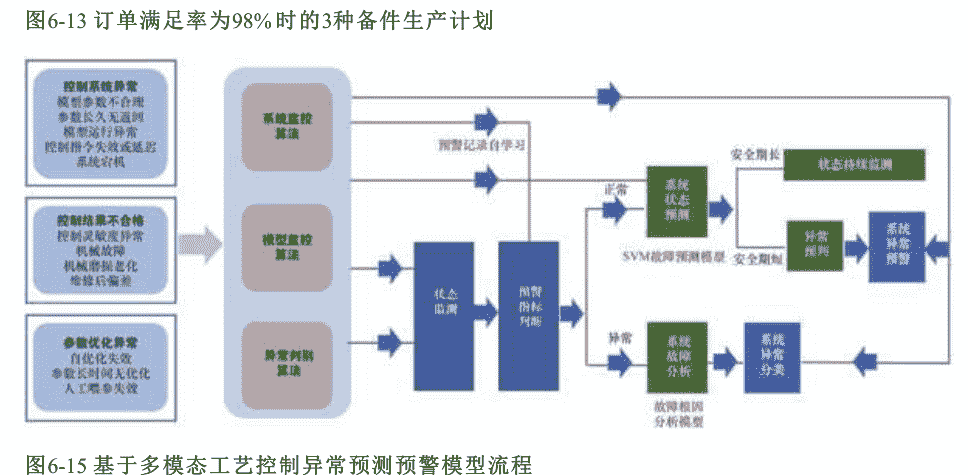 图6-13 订单满足率为98%时的3种备件生产计划
控制系统异常
模型参数不合理
参数长久无返回
模型运行异常
控制指令失效或延迟
系统宕机
控制结果不合格
控制灵敏度异常
机械故障
机械磨损老化
维修后偏差
参数优化异常
自优化失效
参数长时间无优化
人工喂参失效
系统监控
算法
模型监控
算法
异常判别
算法
预警记录自学习
状态
监测
预警
指标
判断
正常
异常
系统
状态
预测
SVM故障预测模型
安全期长
安全期短
状态持续监测
异常
预判
系统
异常
预警
系统
故障
分析
故障根因
分析模型
系统
异常
分类
图6-15 基于多模态工艺控制异常预测预警模型流程